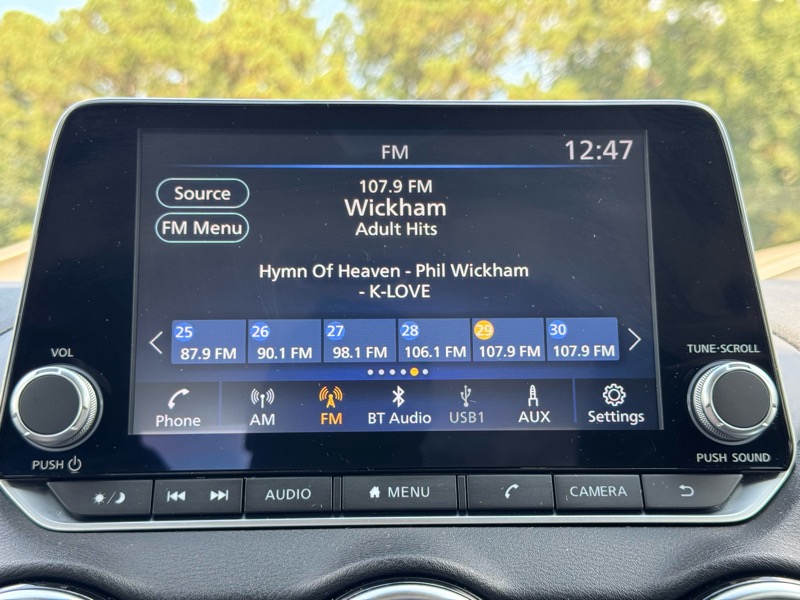 FM
12:47
Source
107.9 FM
Wickham
FM Menu
Adult Hits
Hymn Of Heaven - Phil Wickham
- K-LOVE
25 26 27 28 29 30
87.9 FM 90.1 FM 98.1 FM 106.1 FM 107.9 FM 107.9 FM
VOL
TUNE·SCROLL
Phone AM FM BT Audio USB1 AUX Settings
PUSH
PUSH SOUND
AUDIO MENU CAMERA